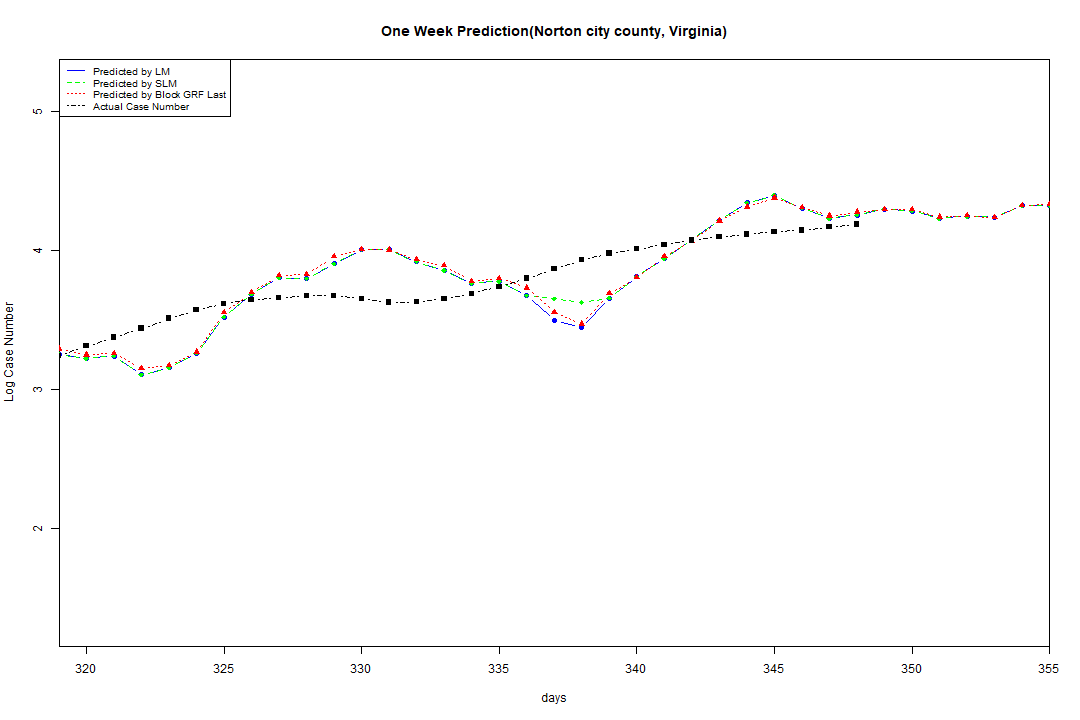 One Week Prediction(Norton city county, Virginia)
Predicted by LM
Predicted by SLM
Predicted by Block GRF Last
Actual Case Number
5
4
3
2
Log Case Number
320 325 330 335 340 345 350 355
days